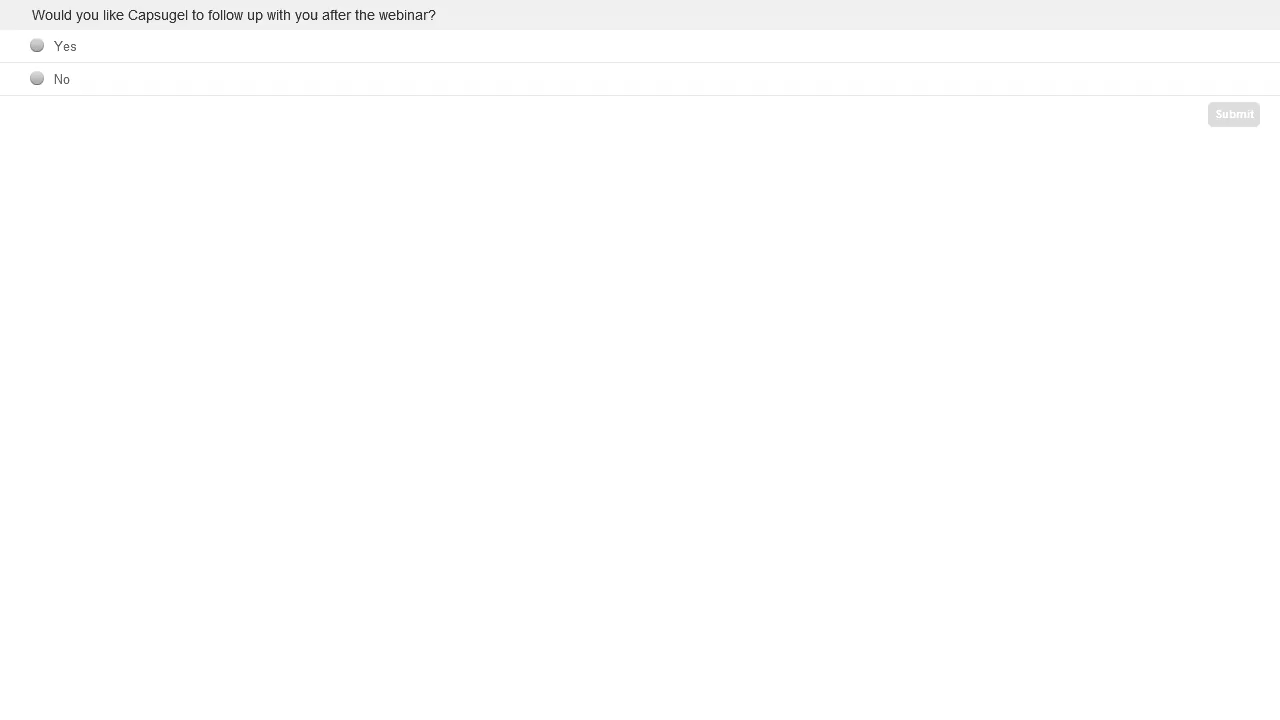 Would you like Capsugel to follow up with you after the webinar?
Yes
No
Submit